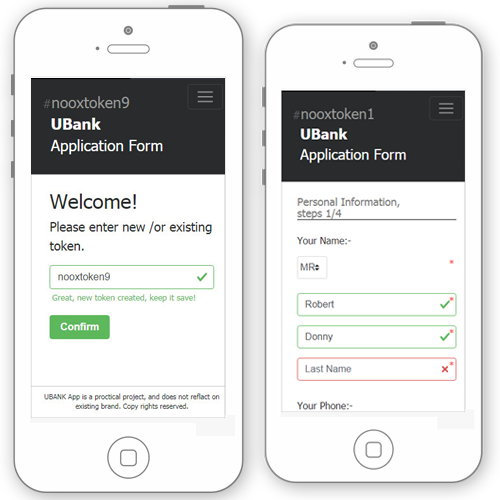 #nooxtoken9
UBank
Application Form
Welcome!
Please enter new /or existing
token.
nooxtoken9
Great, new token created, keep it save!
Confirm
UBANK App is a proctical project, and does not reflact on
existing brand. Copy rights reserved.
#nooxtoken1
UBank
Application Form
Personal Information,
steps 1/4
Your Name:-
MR
*
Robert
*
Donny
*
Last Name
*
Your Phone:-